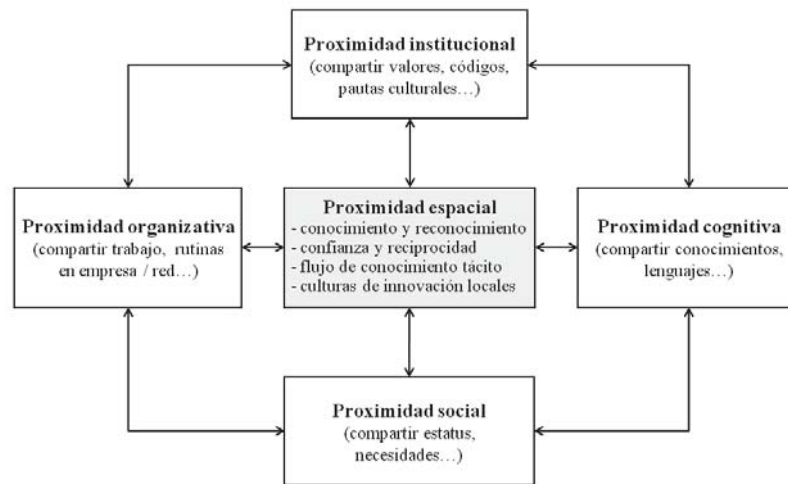 Proximidad institucional
(compartir valores, códigos,
pautas culturales…)
Proximidad organizativa
(compartir trabajo, rutinas
en empresa / red…)
Proximidad espacial
- conocimiento y reconocimiento
- confianza y reciprocidad
- flujo de conocimiento tácito
- culturas de innovación locales
Proximidad cognitiva
(compartir conocimientos,
lenguajes…)
Proximidad social
(compartir estatus,
necesidades…)